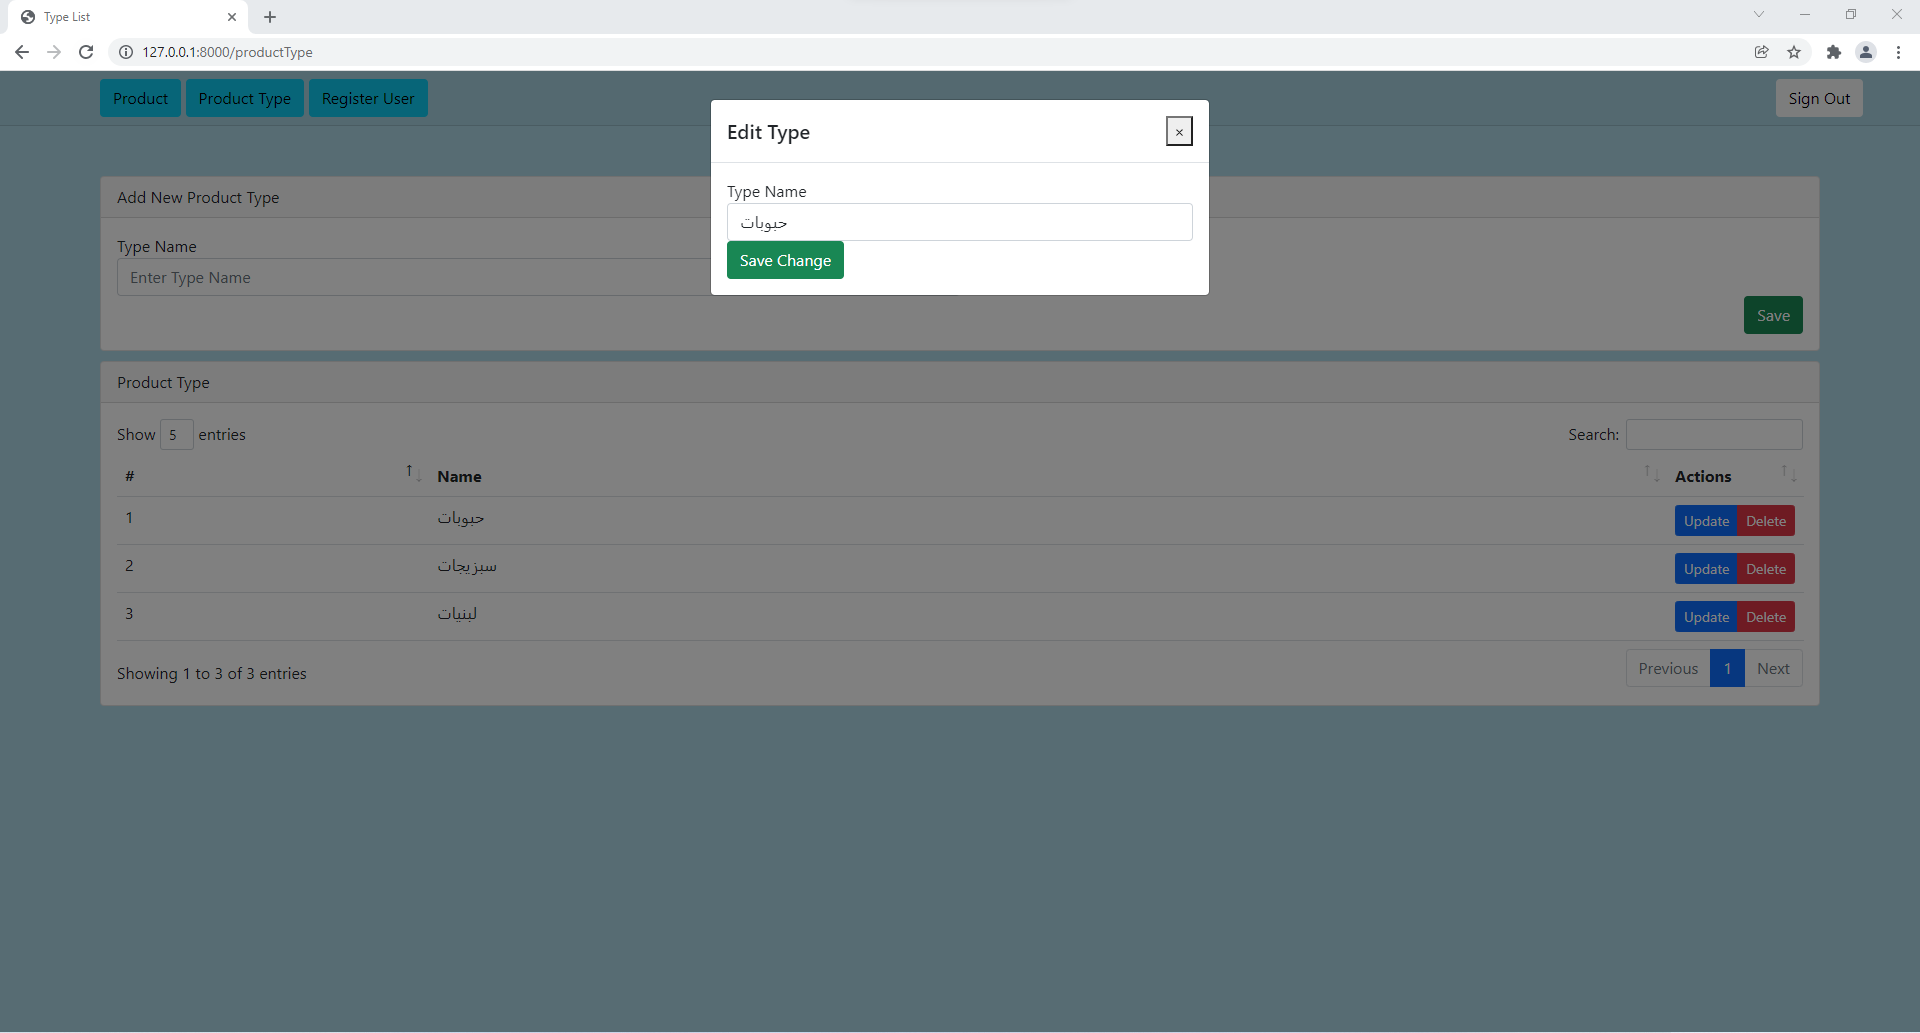 Type List
127.0.0.1:8000/productType
Product Product Type Register User Sign Out
Edit Type ×
Type Name
حبوبات
Save Change
Add New Product Type
Type Name
Enter Type Name
Save
Product Type
Show 5 entries Search:
# Name Actions
1 حبوبات Update Delete
2 سبزیجات Update Delete
3 لبنیات Update Delete
Showing 1 to 3 of 3 entries Previous 1 Next